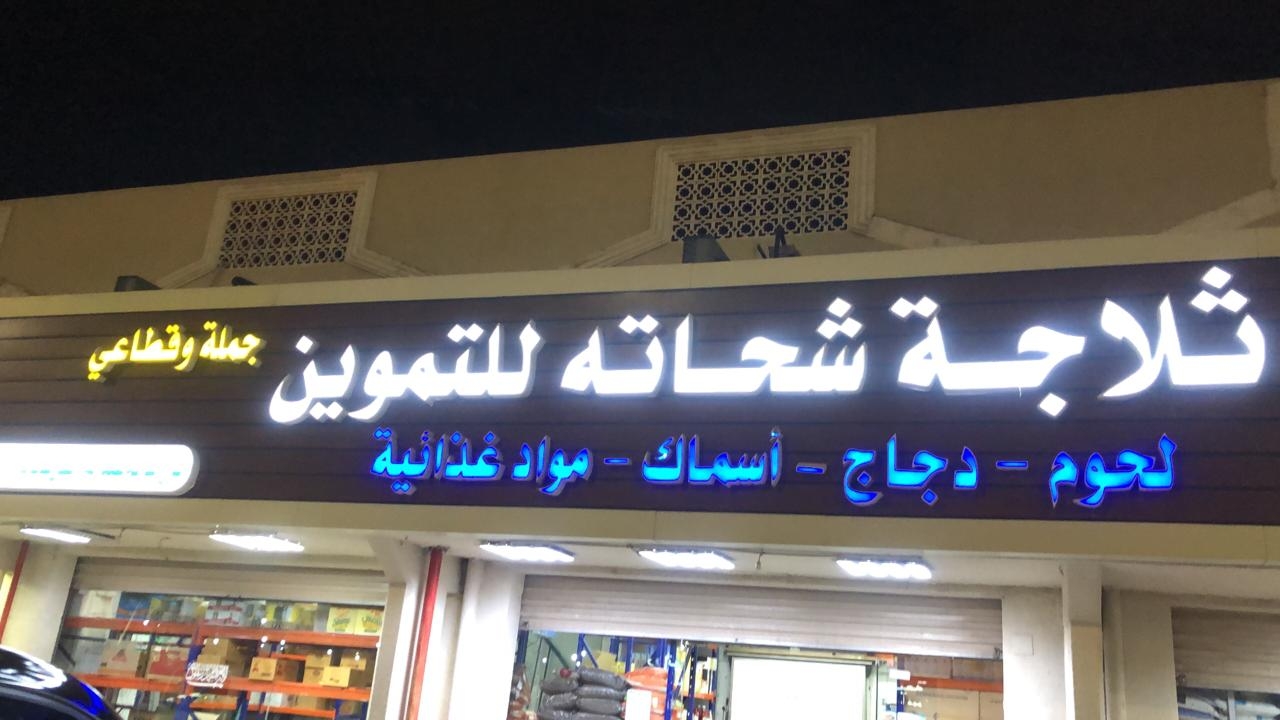 ثلاجة شحاته للتموين
جملة وقطاعي
لحوم - دجاج - أسماك - مواد غذائية